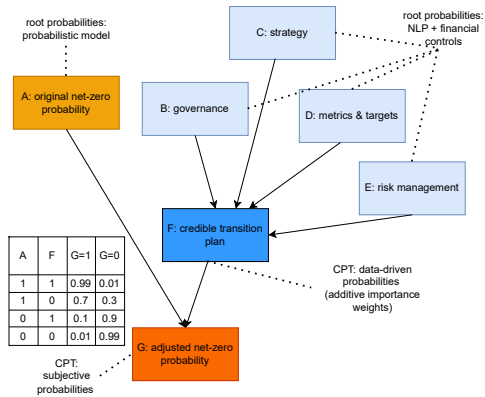 root probabilities:
probabilistic model
C: strategy
root probabilities:
NLP + financial
controls
A: original net-zero
probability
B: governance
D: metrics & targets
E: risk management
F: credible transition
plan
A F G=1 G=0
1 1 0.99 0.01
1 0 0.7 0.3
0 1 0.1 0.9
0 0 0.01 0.99
CPT: data-driven
probabilities
(additive importance
weights)
G: adjusted net-zero
probability
CPT:
subjective
probabilities